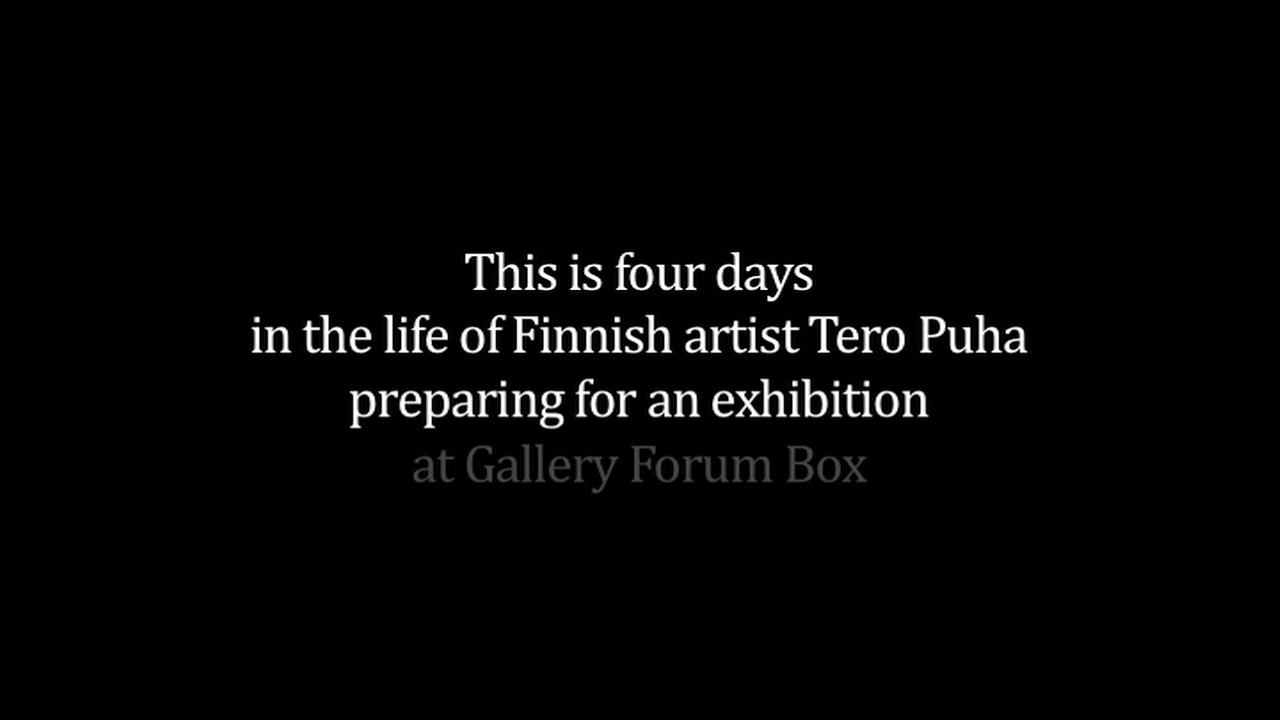 This is four days
in the life of Finnish artist Tero Puha
preparing for an exhibition
at Gallery Forum Box